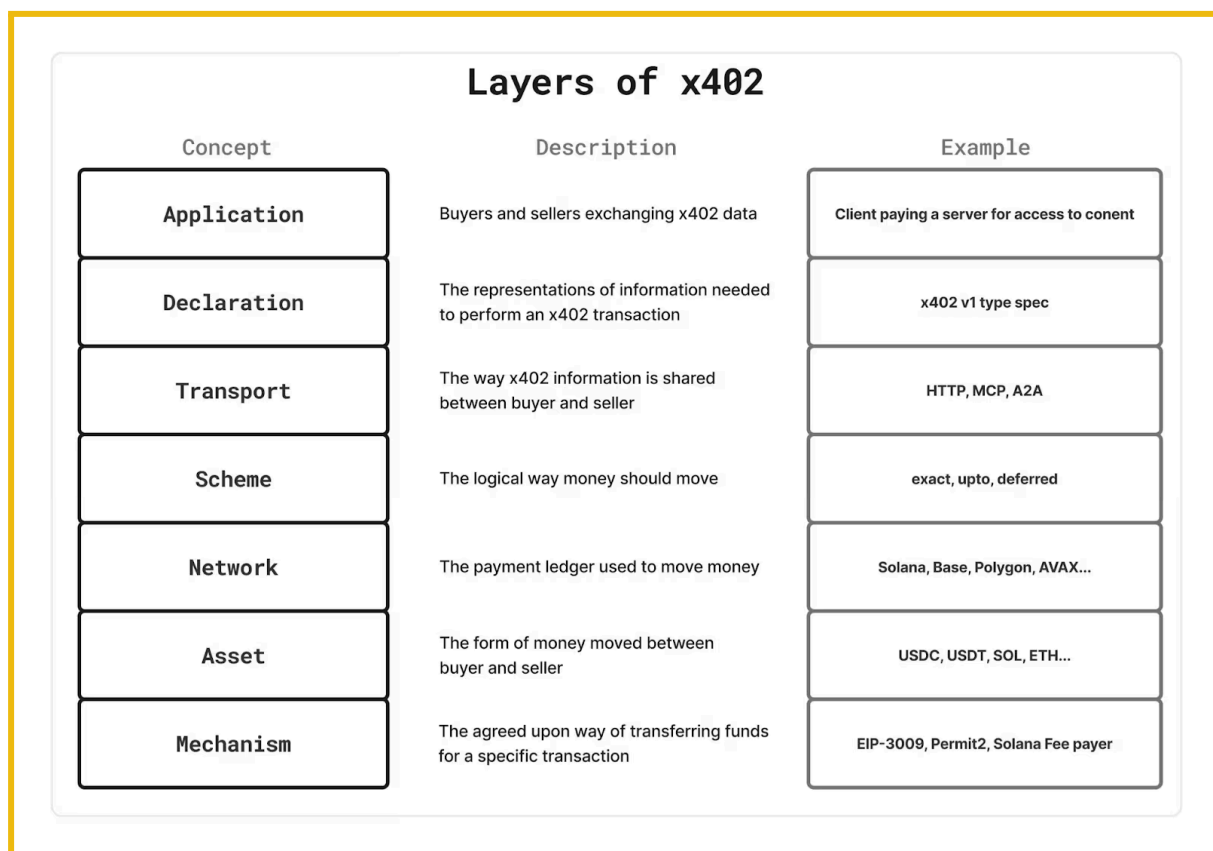 Layers of x402
Concept
Description
Example
Application
Buyers and sellers exchanging x402 data
Client paying a server for access to conent
Declaration
The representations of information needed
to perform an x402 transaction
x402 v1 type spec
Transport
The way x402 information is shared
between buyer and seller
HTTP, MCP, A2A
Scheme
The logical way money should move
exact, upto, deferred
Network
The payment ledger used to move money
Solana, Base, Polygon, AVAX...
Asset
The form of money moved between
buyer and seller
USDC, USDT, SOL, ETH...
Mechanism
The agreed upon way of transferring funds
for a specific transaction
EIP-3009, Permit2, Solana Fee payer